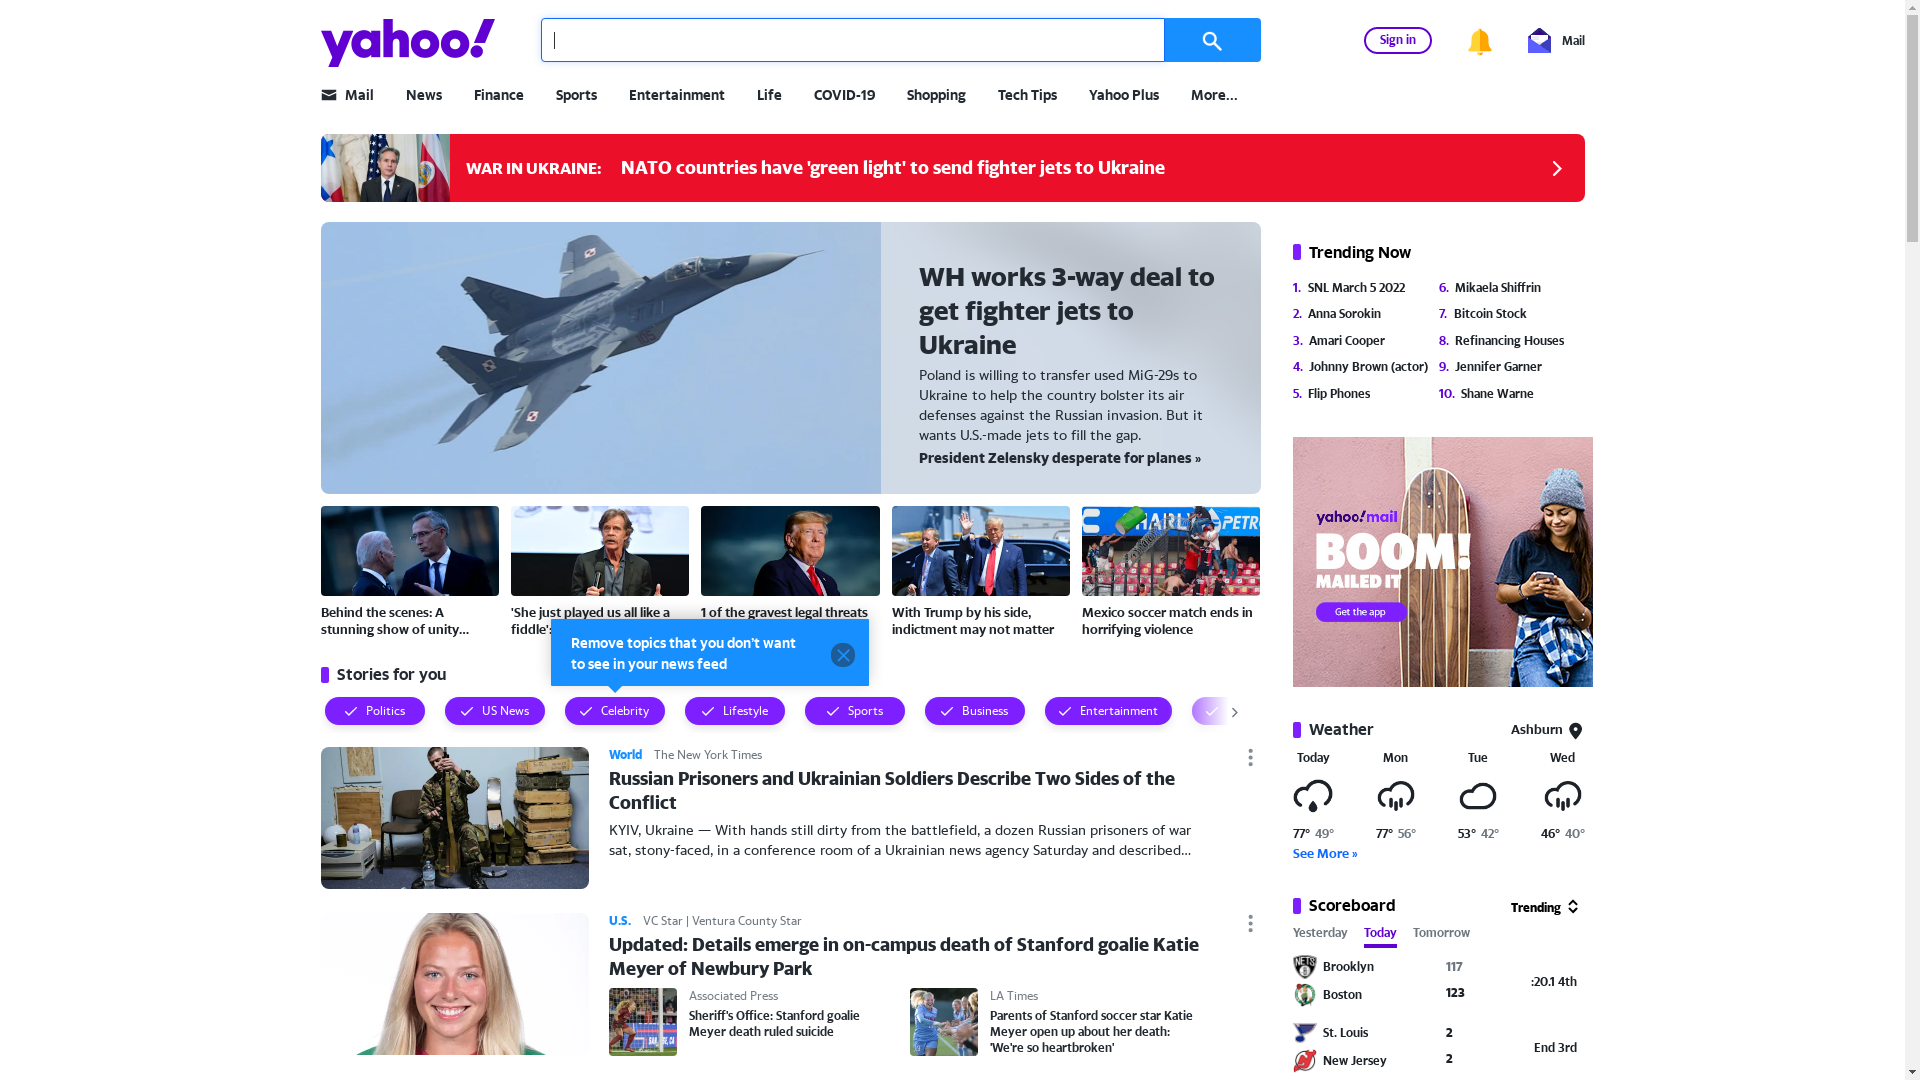 yahoo!
Sign in
Mail
Mail
News
Finance
Sports
Entertainment
Life
COVID-19
Shopping
Tech Tips
Yahoo Plus
More...
WAR IN UKRAINE: NATO countries have 'green light' to send fighter jets to Ukraine
WH works 3-way deal to
get fighter jets to
Ukraine
Poland is willing to transfer used MiG-29s to
Ukraine to help the country bolster its air
defenses against the Russian invasion. But it
wants U.S.-made jets to fill the gap.
President Zelensky desperate for planes »
Behind the scenes: A
stunning show of unity...
'She just played us all like a
fiddle':
1 of the gravest legal threats
With Trump by his side,
indictment may not matter
Mexico soccer match ends in
horrifying violence
Remove topics that you don't want
to see in your news feed
Stories for you
Politics
US News
Celebrity
Lifestyle
Sports
Business
Entertainment
World The New York Times
Russian Prisoners and Ukrainian Soldiers Describe Two Sides of the
Conflict
KYIV, Ukraine — With hands still dirty from the battlefield, a dozen Russian prisoners of war
sat, stony-faced, in a conference room of a Ukrainian news agency Saturday and described...
U.S. VC Star | Ventura County Star
Updated: Details emerge in on-campus death of Stanford goalie Katie
Meyer of Newbury Park
Associated Press
Sheriff's Office: Stanford goalie
Meyer death ruled suicide
LA Times
Parents of Stanford soccer star Katie
Meyer open up about her death:
'We're so heartbroken'
Trending Now
1. SNL March 5 2022
2. Anna Sorokin
3. Amari Cooper
4. Johnny Brown (actor)
5. Flip Phones
6. Mikaela Shiffrin
7. Bitcoin Stock
8. Refinancing Houses
9. Jennifer Garner
10. Shane Warne
yahoo!mail
BOOM!
MAILED IT
Get the app
Weather
Ashburn
Today Mon Tue Wed
77° 49° 77° 56° 53° 42° 46° 40°
See More »
Scoreboard
Trending
Yesterday Today Tomorrow
NETS
Brooklyn 117
Boston 123
:20.1 4th
St. Louis 2
New Jersey 2
End 3rd